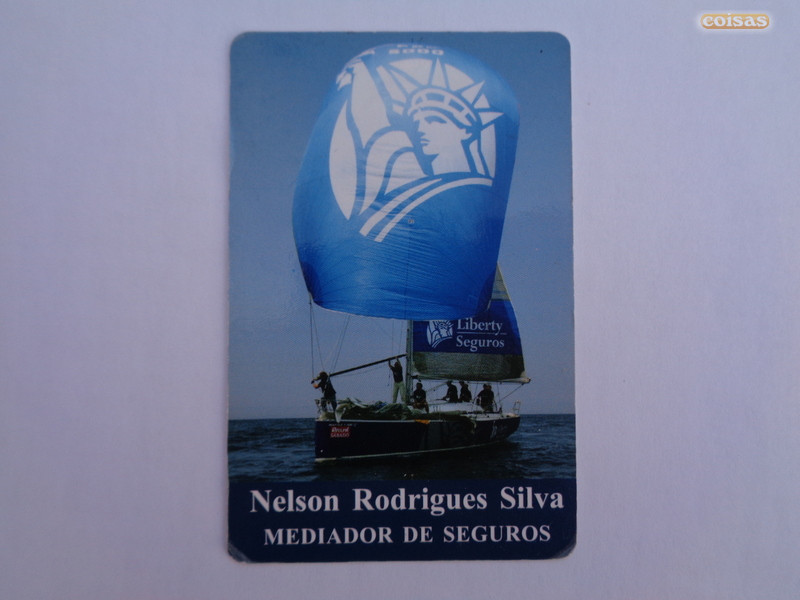 coisas
Liberty
Seguros
Nelson Rodrigues Silva
MEDIADOR DE SEGUROS